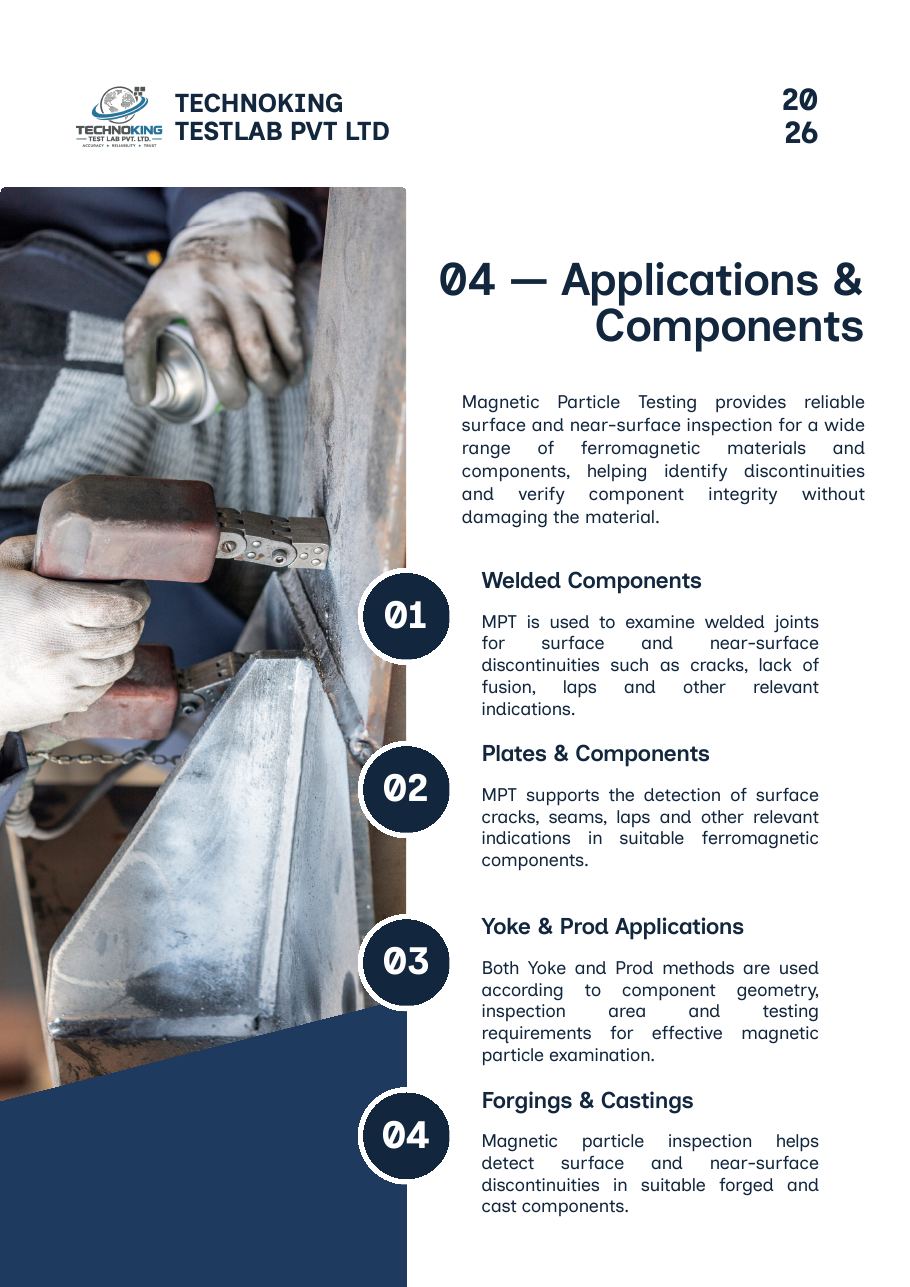 TECHNOKING
TEST LAB PVT. LTD.
ACCURACY • RELIABILITY • TRUST
TECHNOKING
TESTLAB PVT LTD
20
26
04 — Applications &
Components
Magnetic Particle Testing provides reliable
surface and near-surface inspection for a wide
range of ferromagnetic materials and
components, helping identify discontinuities
and verify component integrity without
damaging the material.
01
Welded Components
MPT is used to examine welded joints
for surface and near-surface
discontinuities such as cracks, lack of
fusion, laps and other relevant
indications.
02
Plates & Components
MPT supports the detection of surface
cracks, seams, laps and other relevant
indications in suitable ferromagnetic
components.
03
Yoke & Prod Applications
Both Yoke and Prod methods are used
according to component geometry,
inspection area and testing
requirements for effective magnetic
particle examination.
04
Forgings & Castings
Magnetic particle inspection helps
detect surface and near-surface
discontinuities in suitable forged and
cast components.